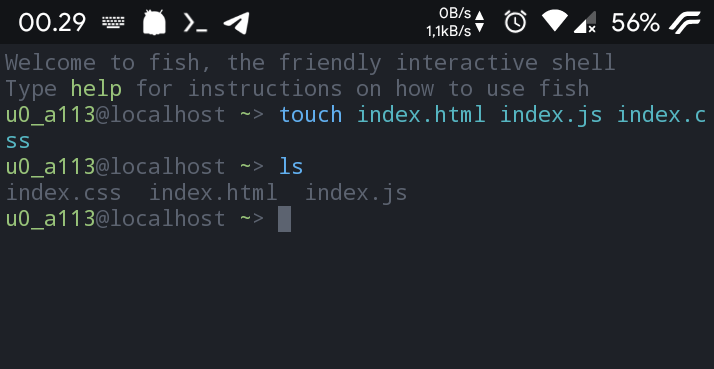 00.29 0B/s 56%
1,1kB/s
Welcome to fish, the friendly interactive shell
Type help for instructions on how to use fish
u0_a113@localhost ~> touch index.html index.js index.c
ss
u0_a113@localhost ~> ls
index.css  index.html  index.js
u0_a113@localhost ~>